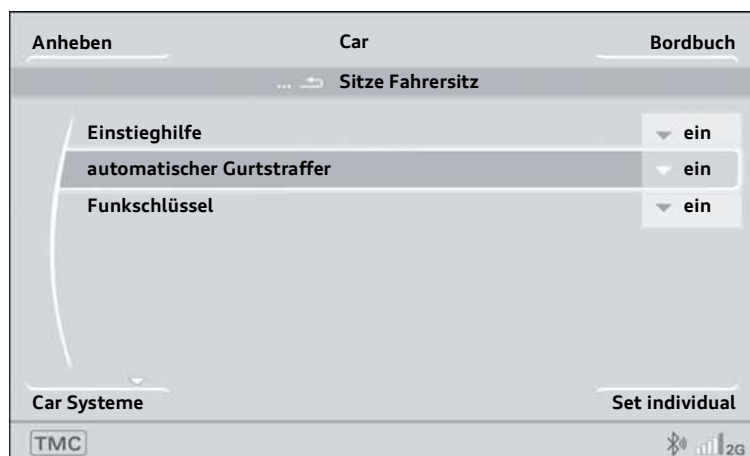 Anheben Car Bordbuch
... Sitze Fahrersitz
Einstieghilfe ein
automatischer Gurtstraffer ein
Funkschlüssel ein
Car Systeme Set individual
TMC 2G